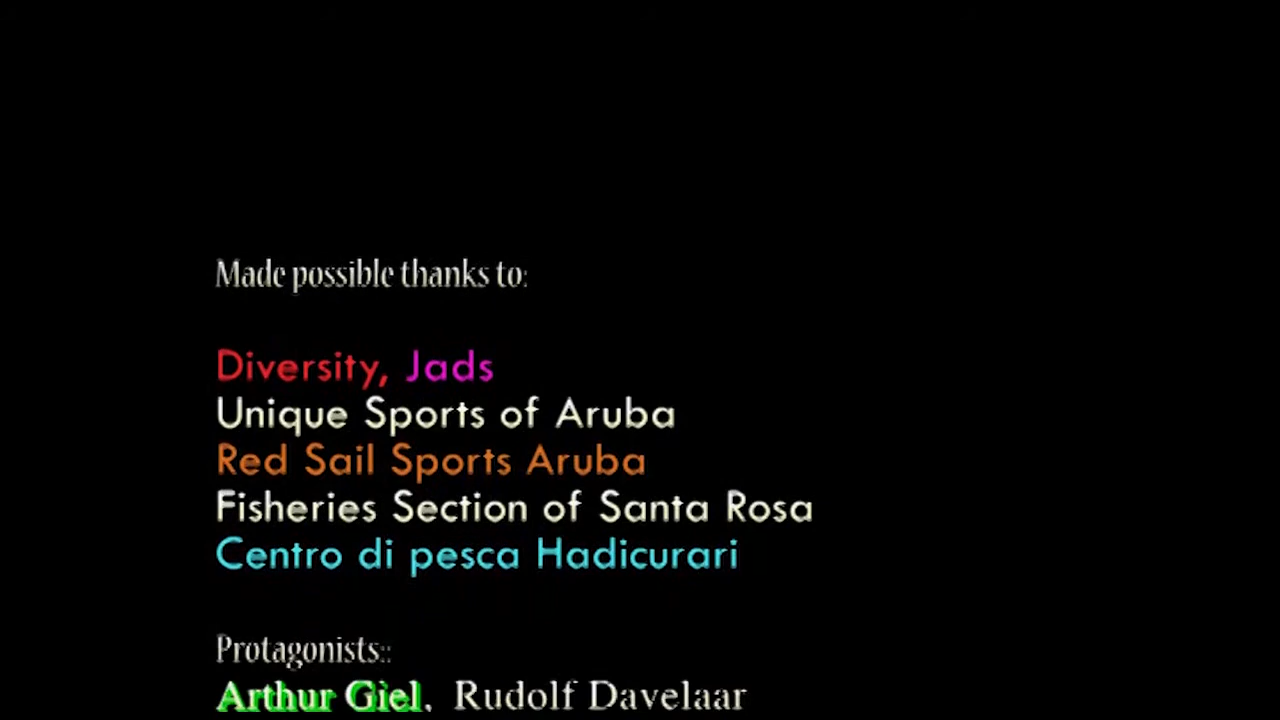 Made possible thanks to:
Diversity, Jads
Unique Sports of Aruba
Red Sail Sports Aruba
Fisheries Section of Santa Rosa
Centro di pesca Hadicurari
Protagonists::
Arthur Giel, Rudolf Davelaar